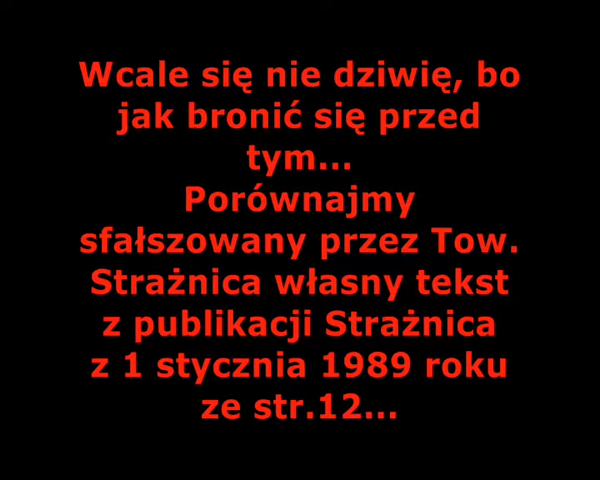 Wcale się nie dziwię, bo
jak bronić się przed
tym...
Porównajmy
sfałszowany przez Tow.
Strażnica własny tekst
z publikacji Strażnica
z 1 stycznia 1989 roku
ze str.12...